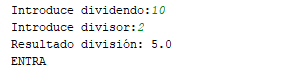 Introduce dividendo:10
Introduce divisor:2
Resultado división: 5.0
ENTRA